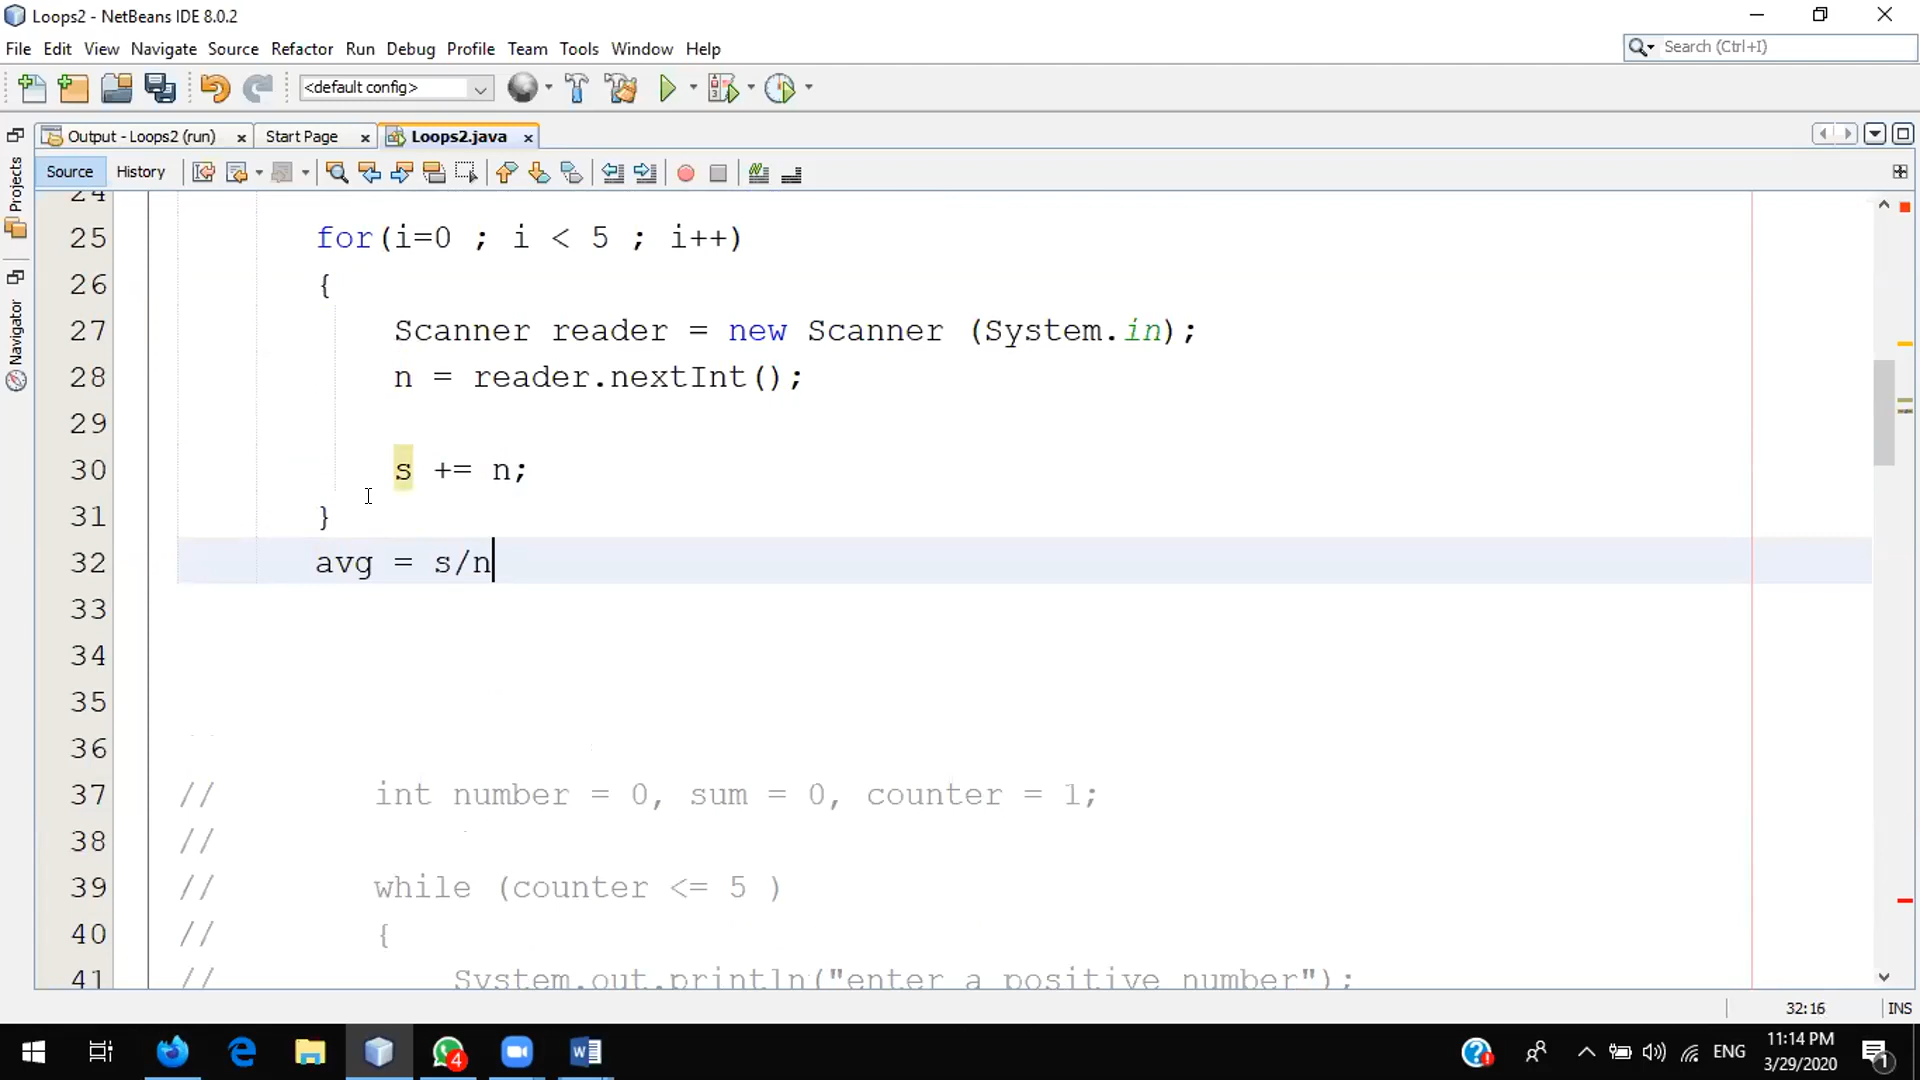 Loops2 - NetBeans IDE 8.0.2
File Edit View Navigate Source Refactor Run Debug Profile Team Tools Window Help
Search (Ctrl+I)
<default config>
Output - Loops2 (run) x Start Page x Loops2.java x
Source History
Projects
Navigator
24
25 for(i=0 ; i < 5 ; i++)
26 {
27 Scanner reader = new Scanner (System.in);
28 n = reader.nextInt();
29
30 s += n;
31 }
32 avg = s/n
33
34
35
36
37 // int number = 0, sum = 0, counter = 1;
38 //
39 // while (counter <= 5 )
40 // {
41 // System.out.println("enter a positive number");
32:16 INS
4
ENG
11:14 PM
3/29/2020
1